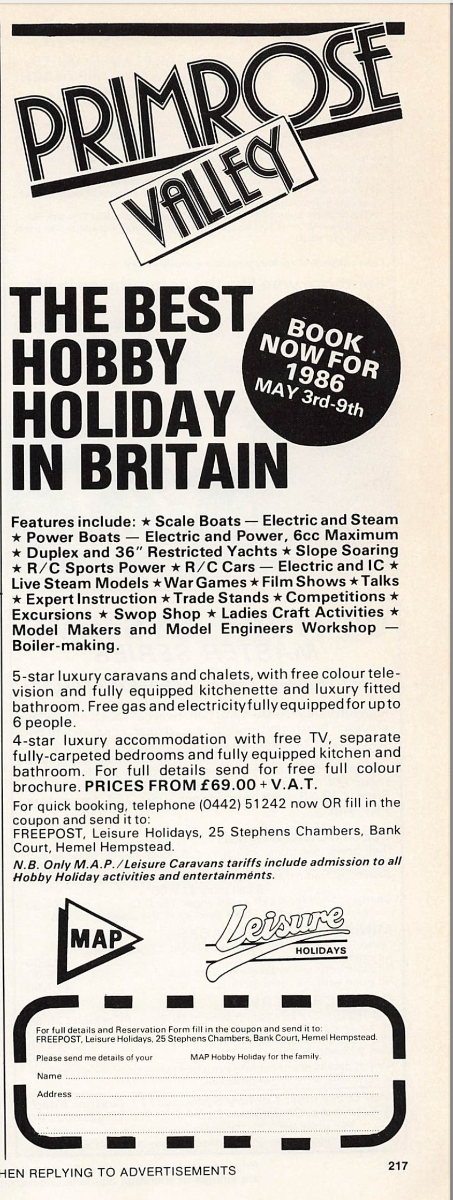 PRIMROSE
VALLEY
THE BEST
HOBBY
HOLIDAY
IN BRITAIN
BOOK
NOW FOR
1986
MAY 3rd-9th
Features include: ★ Scale Boats — Electric and Steam
★ Power Boats — Electric and Power, 6cc Maximum
★ Duplex and 36" Restricted Yachts ★ Slope Soaring
★ R/C Sports Power ★ R/C Cars — Electric and IC ★
Live Steam Models ★ War Games ★ Film Shows ★ Talks
★ Expert Instruction ★ Trade Stands ★ Competitions ★
Excursions ★ Swop Shop ★ Ladies Craft Activities ★
Model Makers and Model Engineers Workshop —
Boiler-making.
5-star luxury caravans and chalets, with free colour tele-
vision and fully equipped kitchenette and luxury fitted
bathroom. Free gas and electricity fully equipped for up to
6 people.
4-star luxury accommodation with free TV, separate
fully-carpeted bedrooms and fully equipped kitchen and
bathroom. For full details send for free full colour
brochure. PRICES FROM £69.00 + V.A.T.
For quick booking, telephone (0442) 51242 now OR fill in the
coupon and send it to:
FREEPOST, Leisure Holidays, 25 Stephens Chambers, Bank
Court, Hemel Hempstead.
N.B. Only M.A.P./Leisure Caravans tariffs include admission to all
Hobby Holiday activities and entertainments.
MAP
Leisure
HOLIDAYS
For full details and Reservation Form fill in the coupon and send it to:
FREEPOST, Leisure Holidays, 25 Stephens Chambers, Bank Court, Hemel Hempstead.
Please send me details of your MAP Hobby Holiday for the family.
Name
Address
HEN REPLYING TO ADVERTISEMENTS
217